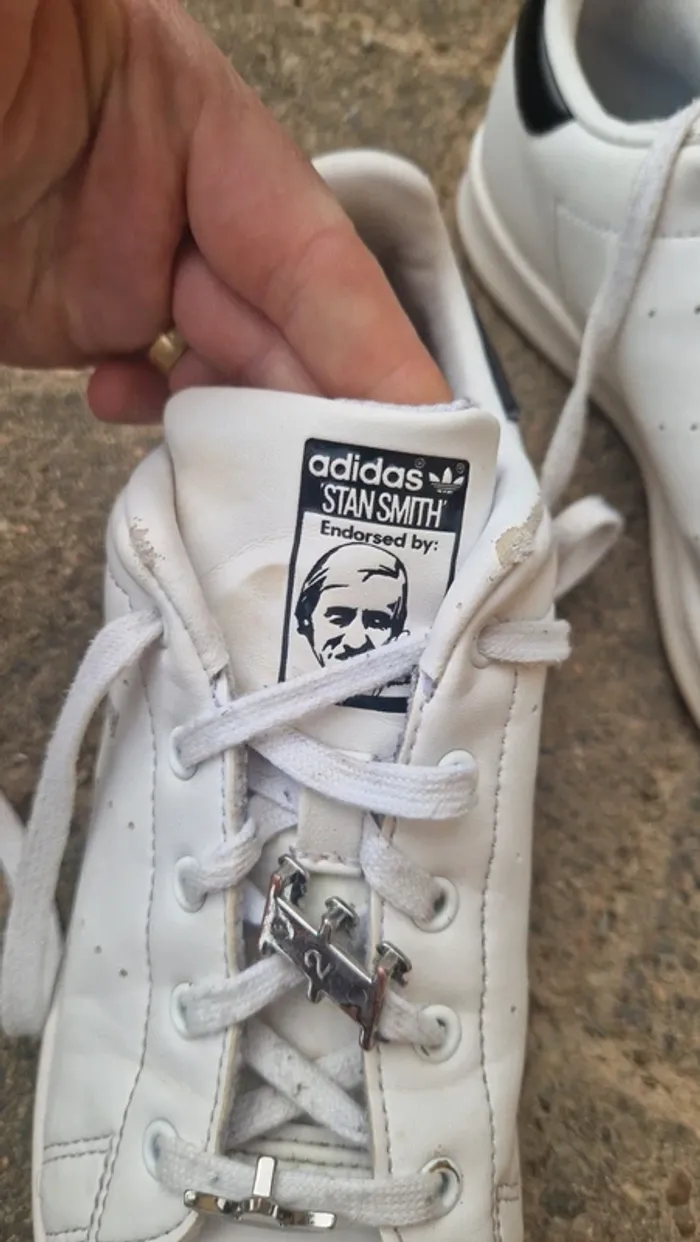 adidas®
'STAN SMITH'
Endorsed by: